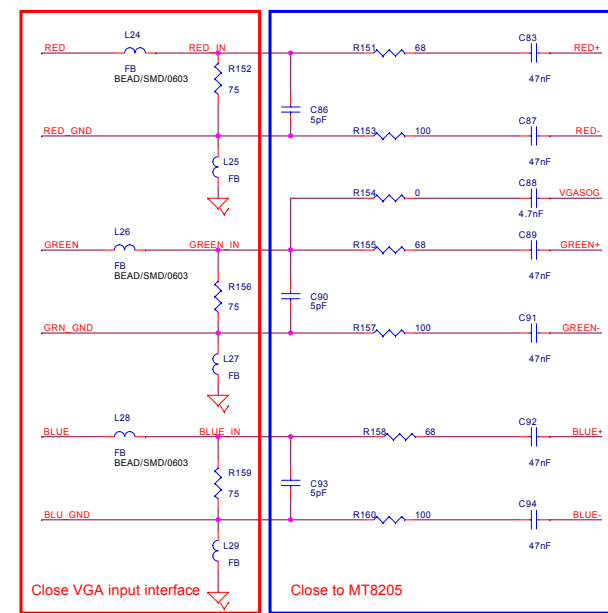 RED L24 RED_IN R151 68 C83 RED+
FB
BEAD/SMD/0603
R152
75
47nF
C86
5pF
RED_GND R153 100 C87 RED-
47nF
L25
FB
R154 0 C88 VGASOG
4.7nF
GREEN L26 GREEN_IN R155 68 C89 GREEN+
FB
BEAD/SMD/0603
47nF
R156
75
C90
5pF
GRN_GND R157 100 C91 GREEN-
47nF
L27
FB
BLUE L28 BLUE_IN R158 68 C92 BLUE+
FB
BEAD/SMD/0603
47nF
R159
75
C93
5pF
BLU_GND R160 100 C94 BLUE-
47nF
L29
FB
Close VGA input interface Close to MT8205